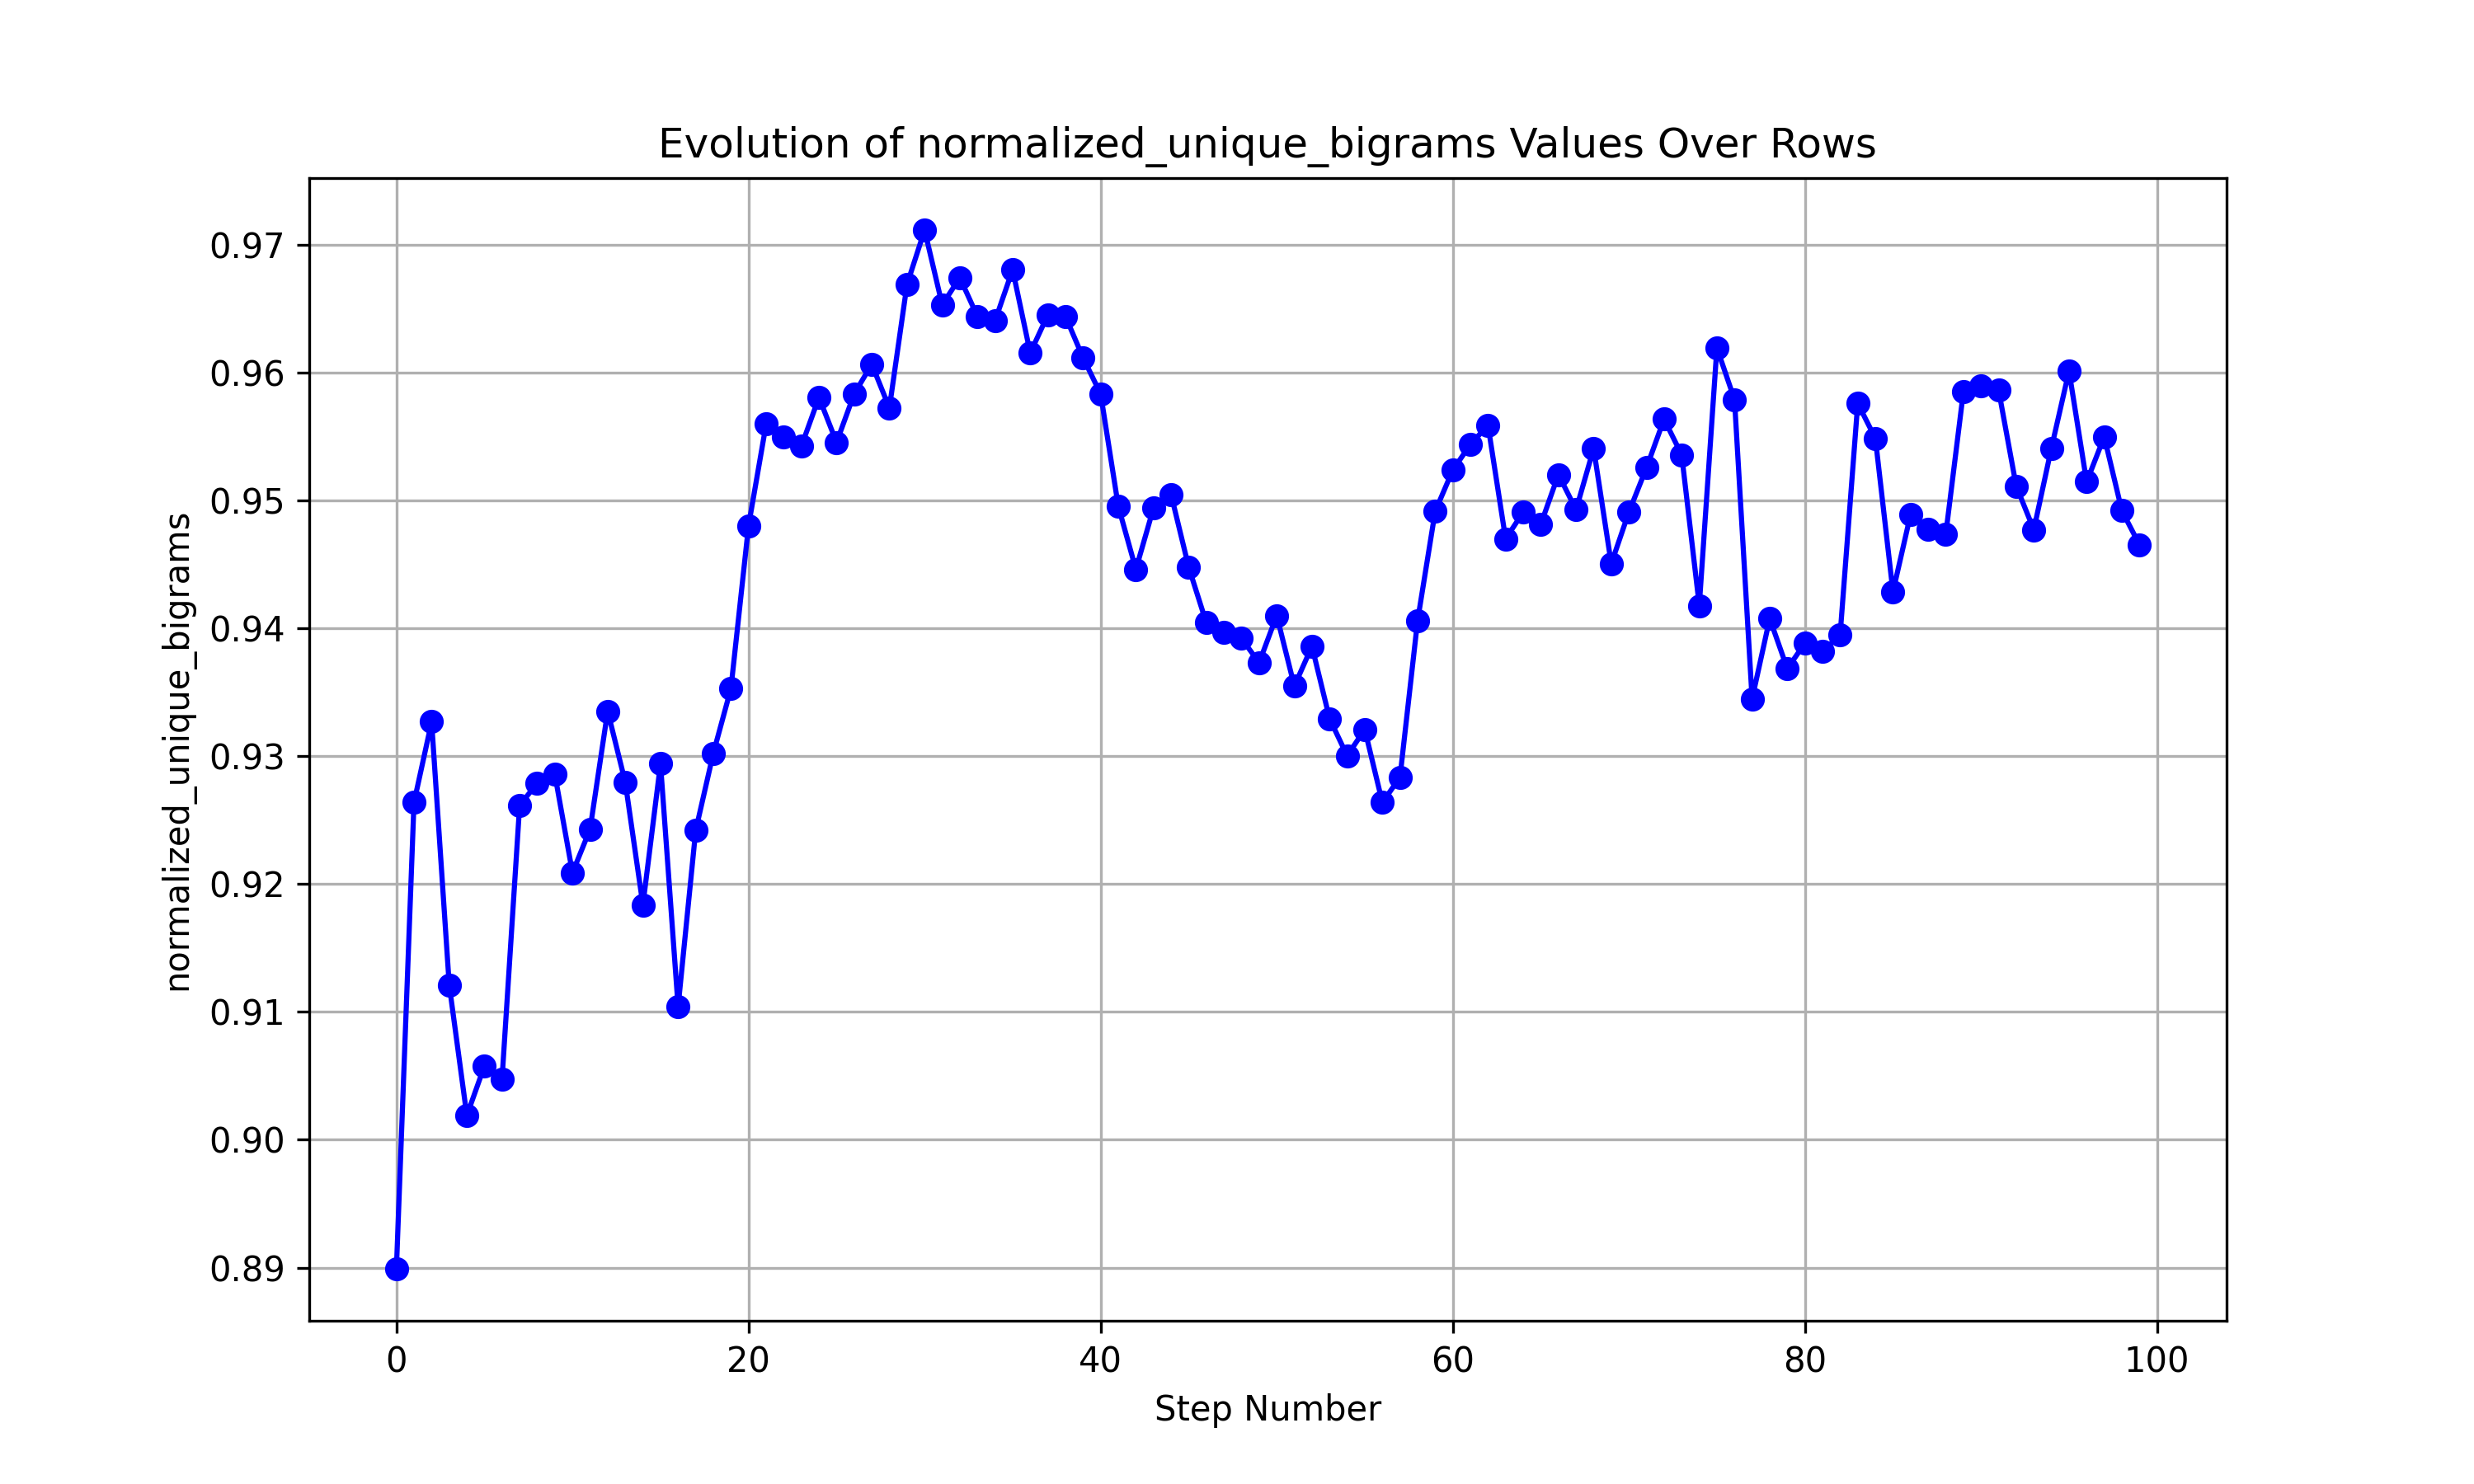 Evolution of normalized_unique_bigrams Values Over Rows
normalized_unique_bigrams
0.97
0.96
0.95
0.94
0.93
0.92
0.91
0.90
0.89
0 20 40 60 80 100
Step Number